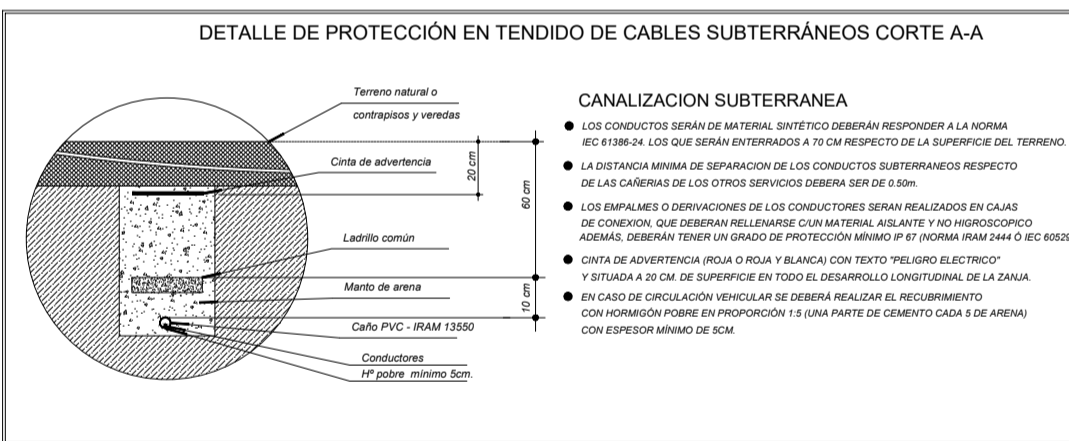 DETALLE DE PROTECCIÓN EN TENDIDO DE CABLES SUBTERRÁNEOS CORTE A-A
Terreno natural o
contrapisos y veredas
Cinta de advertencia
Ladrillo común
Manto de arena
Caño PVC - IRAM 13550
Conductores
Hº pobre mínimo 5cm.
20 cm
60 cm
10 cm
CANALIZACION SUBTERRANEA
● LOS CONDUCTOS SERÁN DE MATERIAL SINTÉTICO DEBERÁN RESPONDER A LA NORMA
IEC 61386-24. LOS QUE SERÁN ENTERRADOS A 70 CM RESPECTO DE LA SUPERFICIE DEL TERRENO.
● LA DISTANCIA MINIMA DE SEPARACION DE LOS CONDUCTOS SUBTERRANEOS RESPECTO
DE LAS CAÑERIAS DE LOS OTROS SERVICIOS DEBERA SER DE 0.50m.
● LOS EMPALMES O DERIVACIONES DE LOS CONDUCTORES SERAN REALIZADOS EN CAJAS
DE CONEXION, QUE DEBERAN RELLENARSE C/UN MATERIAL AISLANTE Y NO HIGROSCOPICO
ADEMÁS, DEBERÁN TENER UN GRADO DE PROTECCIÓN MÍNIMO IP 67 (NORMA IRAM 2444 Ó IEC 60529
● CINTA DE ADVERTENCIA (ROJA O ROJA Y BLANCA) CON TEXTO "PELIGRO ELECTRICO"
Y SITUADA A 20 CM. DE SUPERFICIE EN TODO EL DESARROLLO LONGITUDINAL DE LA ZANJA.
● EN CASO DE CIRCULACIÓN VEHICULAR SE DEBERÁ REALIZAR EL RECUBRIMIENTO
CON HORMIGÓN POBRE EN PROPORCIÓN 1:5 (UNA PARTE DE CEMENTO CADA 5 DE ARENA)
CON ESPESOR MÍNIMO DE 5CM.